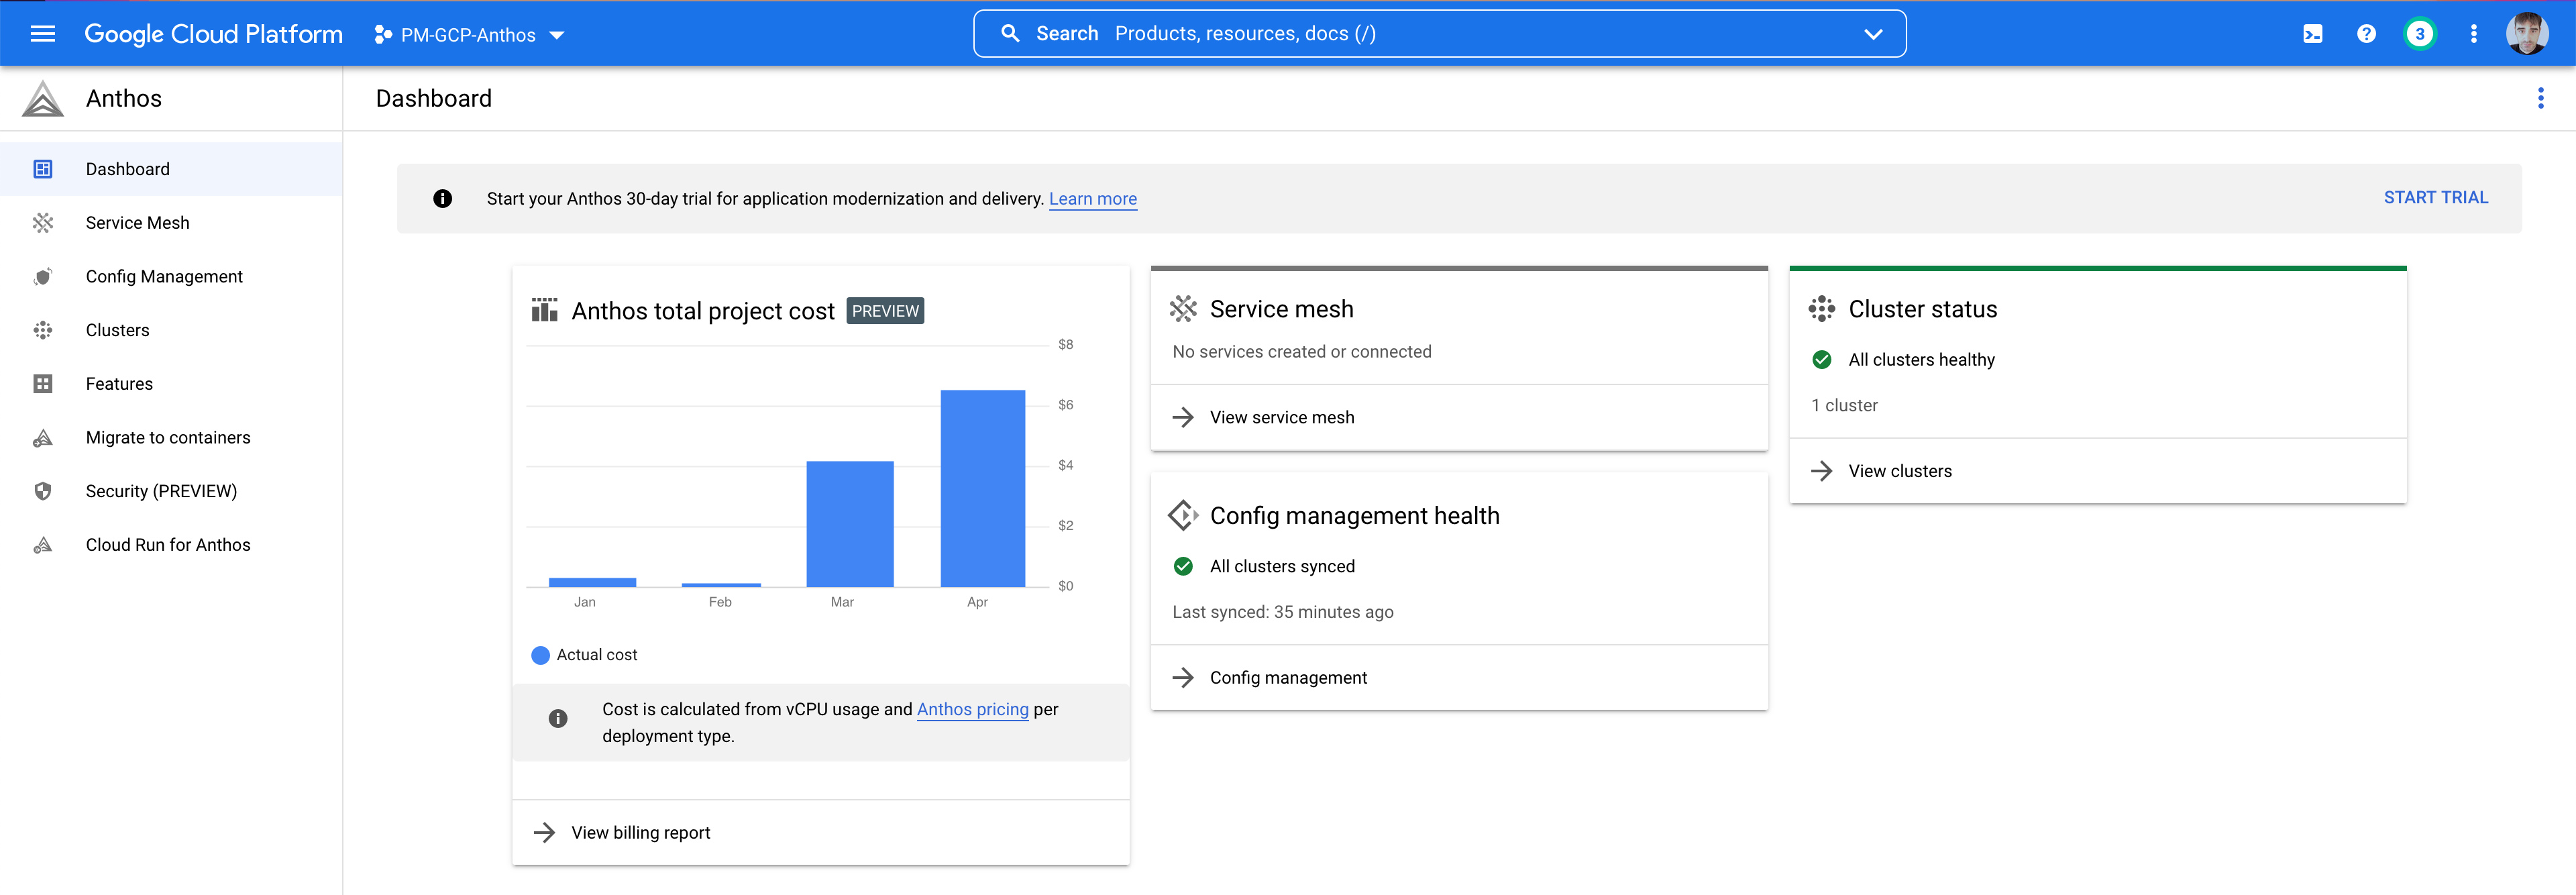 Google Cloud Platform
PM-GCP-Anthos
Search Products, resources, docs (/)
3
Anthos
Dashboard
Dashboard
Service Mesh
Config Management
Clusters
Features
Migrate to containers
Security (PREVIEW)
Cloud Run for Anthos
Start your Anthos 30-day trial for application modernization and delivery. Learn more
START TRIAL
Anthos total project cost PREVIEW
$8
$6
$4
$2
$0
Jan Feb Mar Apr
Actual cost
Cost is calculated from vCPU usage and Anthos pricing per
deployment type.
View billing report
Service mesh
No services created or connected
View service mesh
Config management health
All clusters synced
Last synced: 35 minutes ago
Config management
Cluster status
All clusters healthy
1 cluster
View clusters